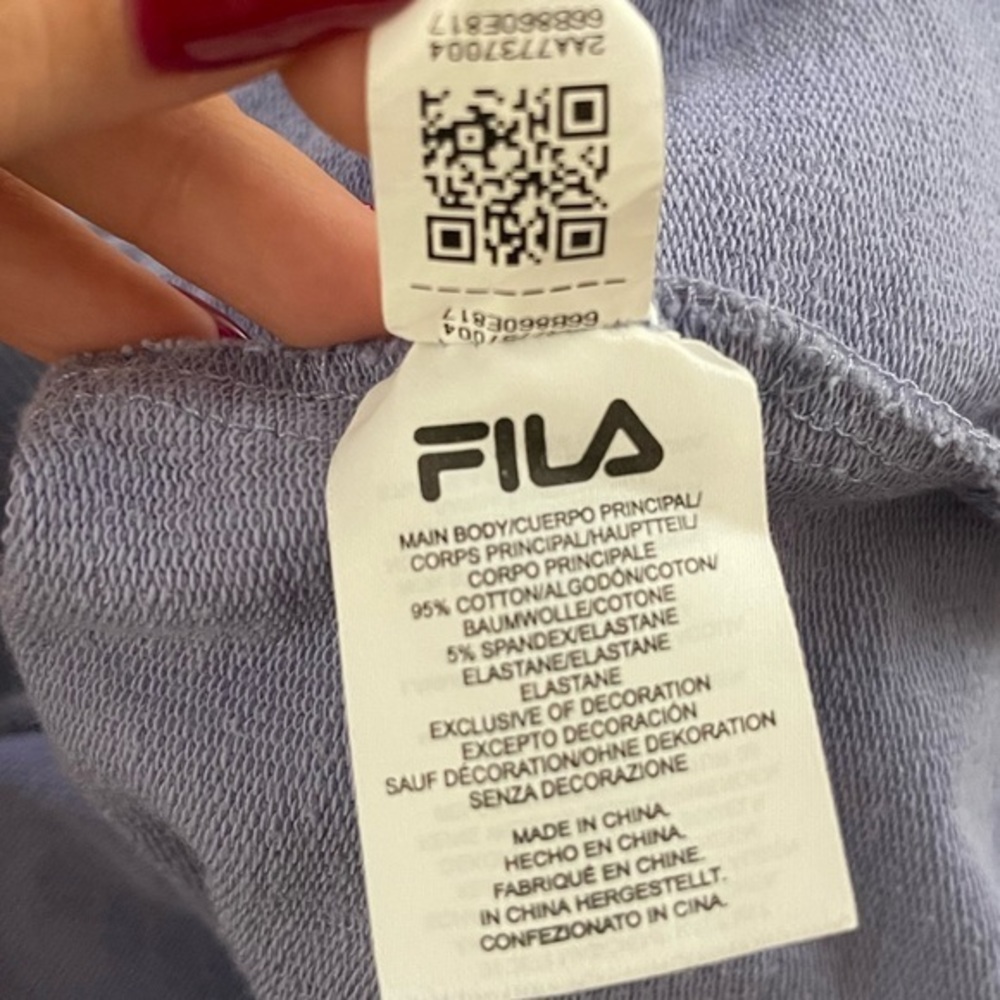 66B860E817
2AA7737004
66B860E817
FILA
MAIN BODY/CUERPO PRINCIPAL/
CORPS PRINCIPAL/HAUPTTEIL/
CORPO PRINCIPALE
95% COTTON/ALGODÓN/COTON/
BAUMWOLLE/COTONE
5% SPANDEX/ELASTANE
ELASTANE/ELASTANE
ELASTANE
EXCLUSIVE OF DECORATION
EXCEPTO DECORACIÓN
SAUF DÉCORATION/OHNE DEKORATION
SENZA DECORAZIONE
MADE IN CHINA.
HECHO EN CHINA.
FABRIQUÉ EN CHINE.
IN CHINA HERGESTELLT.
CONFEZIONATO IN CINA.